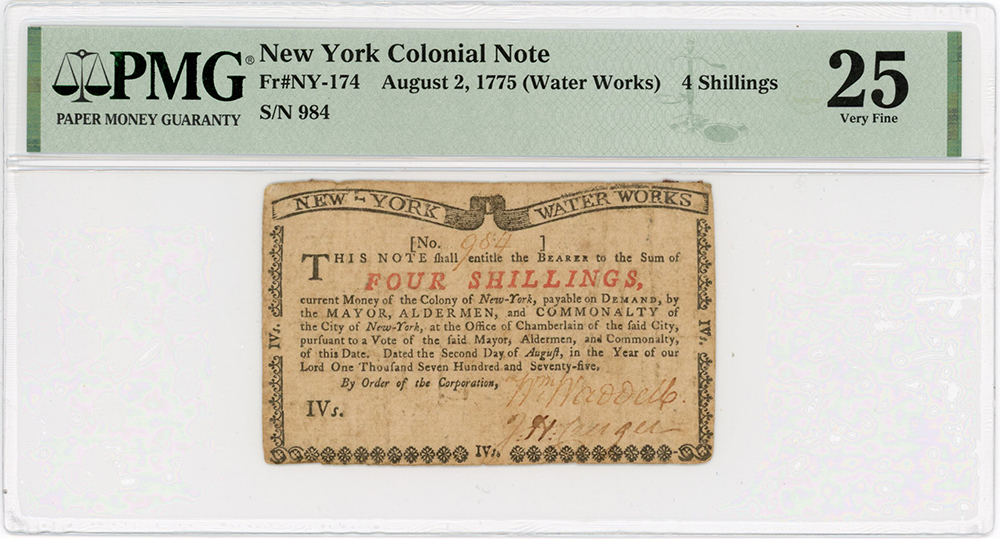 PMG®
PAPER MONEY GUARANTY
New York Colonial Note
Fr#NY-174 August 2, 1775 (Water Works) 4 Shillings
S/N 984
25
Very Fine
NEW-YORK WATER WORKS
[No. 984 ]
THIS NOTE ſhall entitle the BEARER to the Sum of
FOUR SHILLINGS,
current Money of the Colony of New-York, payable on DEMAND, by
the MAYOR, ALDERMEN, and COMMONALTY of
the City of New-York, at the Office of Chamberlain of the ſaid City,
purſuant to a Vote of the ſaid Mayor, Aldermen, and Commonalty,
of this Date. Dated the Second Day of Auguſt, in the Year of our
Lord One Thouſand Seven Hundred and Seventy-five,
By Order of the Corporation,
Wm Waddell
IVs.
IVs.
IVs.
IVs.